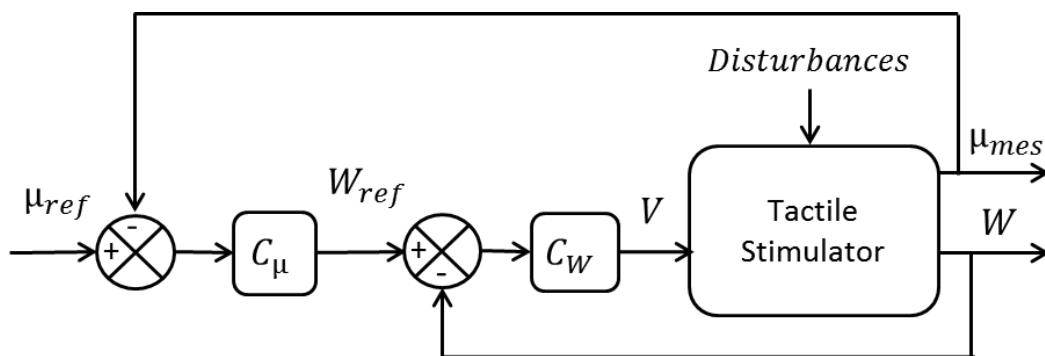 Disturbances
μ_mes
μ_ref
-
+
C_μ
W_ref
+
-
C_W
V
Tactile
Stimulator
W